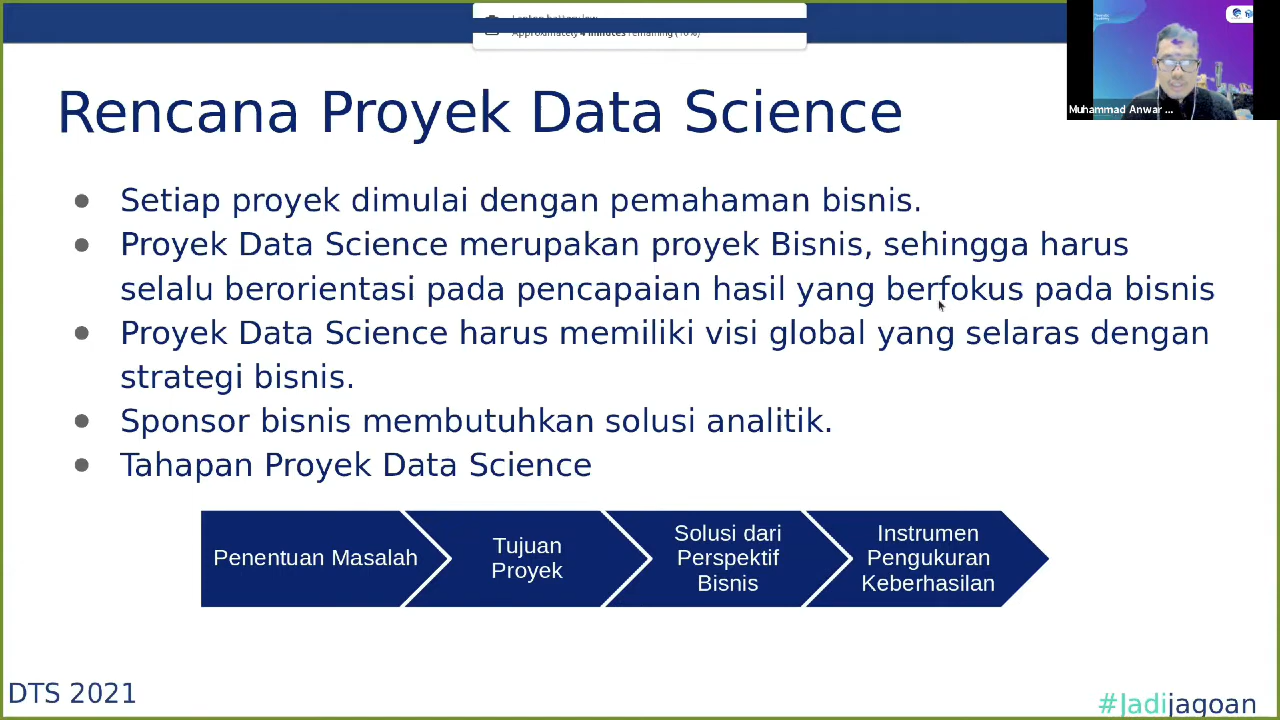 Approximately 4 minutes remaining (10%)
Muhammad Anwar ...
Rencana Proyek Data Science
Setiap proyek dimulai dengan pemahaman bisnis.
Proyek Data Science merupakan proyek Bisnis, sehingga harus
selalu berorientasi pada pencapaian hasil yang berfokus pada bisnis
Proyek Data Science harus memiliki visi global yang selaras dengan
strategi bisnis.
Sponsor bisnis membutuhkan solusi analitik.
Tahapan Proyek Data Science
Penentuan Masalah
Tujuan
Proyek
Solusi dari
Perspektif
Bisnis
Instrumen
Pengukuran
Keberhasilan
DTS 2021
#Jadijagoan